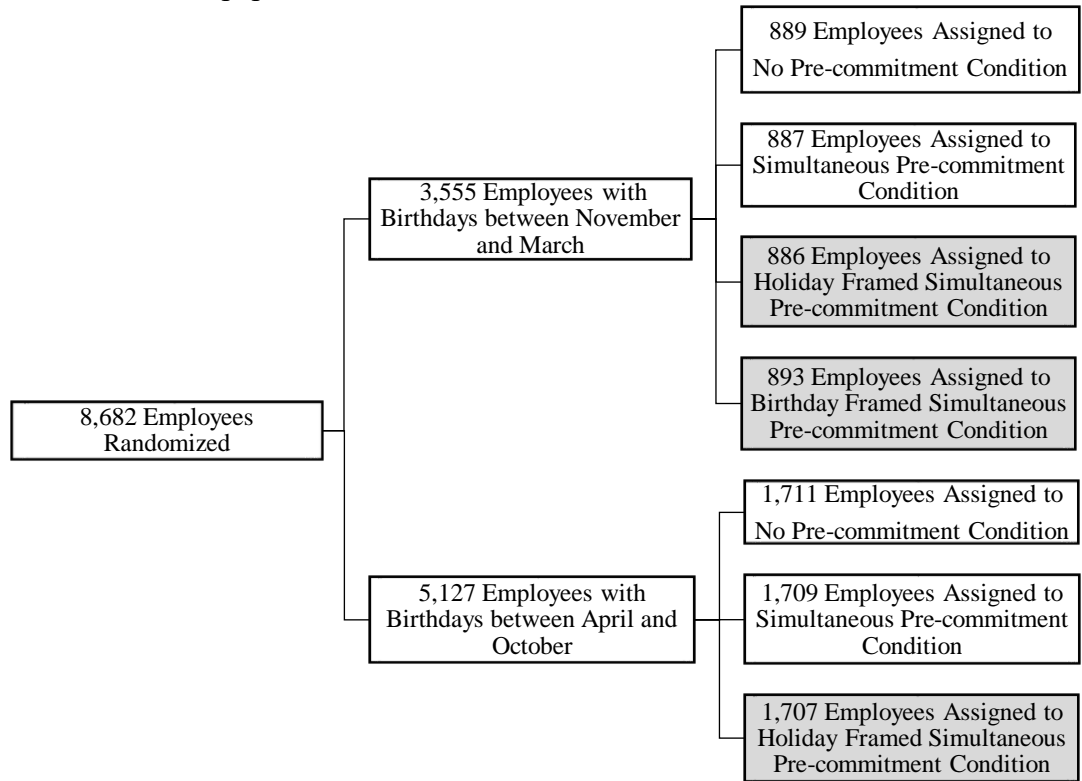 8,682 Employees
Randomized
3,555 Employees with
Birthdays between November
and March
889 Employees Assigned to
No Pre-commitment Condition
887 Employees Assigned to
Simultaneous Pre-commitment
Condition
886 Employees Assigned to
Holiday Framed Simultaneous
Pre-commitment Condition
893 Employees Assigned to
Birthday Framed Simultaneous
Pre-commitment Condition
5,127 Employees with
Birthdays between April and
October
1,711 Employees Assigned to
No Pre-commitment Condition
1,709 Employees Assigned to
Simultaneous Pre-commitment
Condition
1,707 Employees Assigned to
Holiday Framed Simultaneous
Pre-commitment Condition